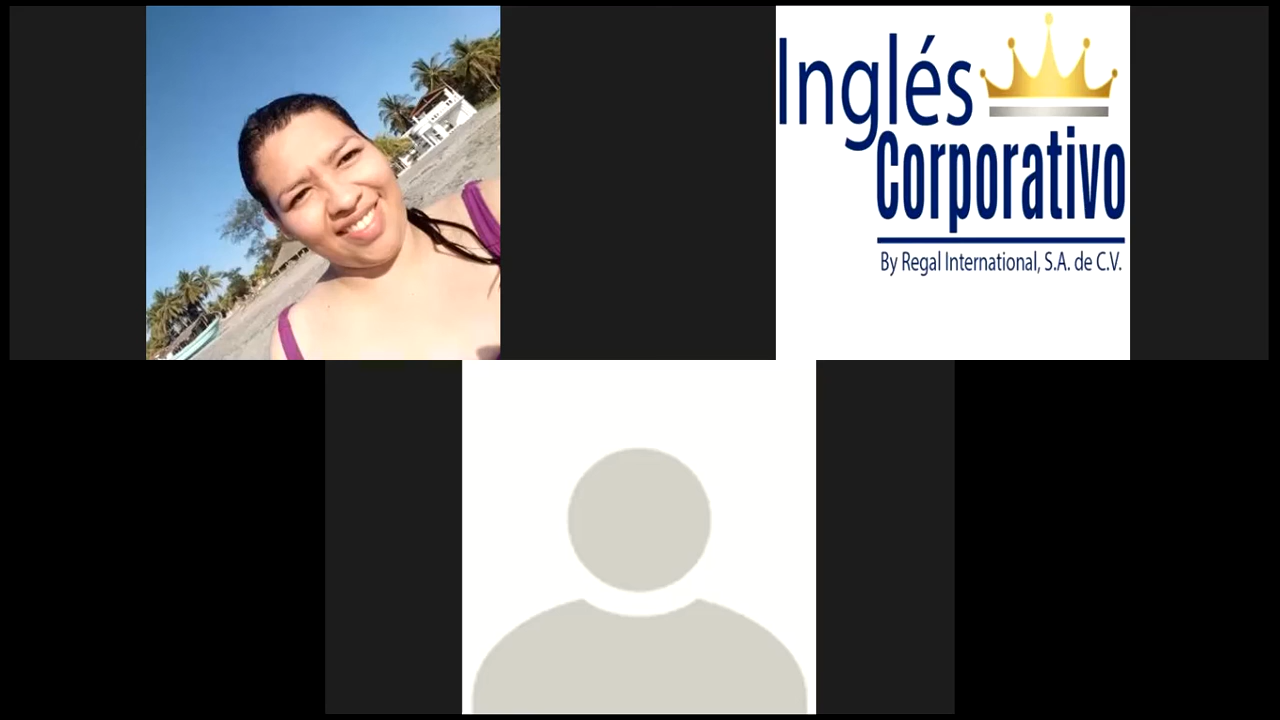 Inglés
Corporativo
By Regal International, S.A. de C.V.